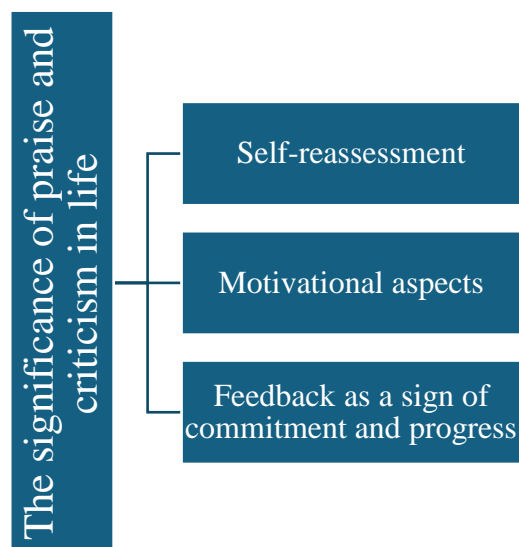 The significance of praise and
criticism in life
Self-reassessment
Motivational aspects
Feedback as a sign of
commitment and progress